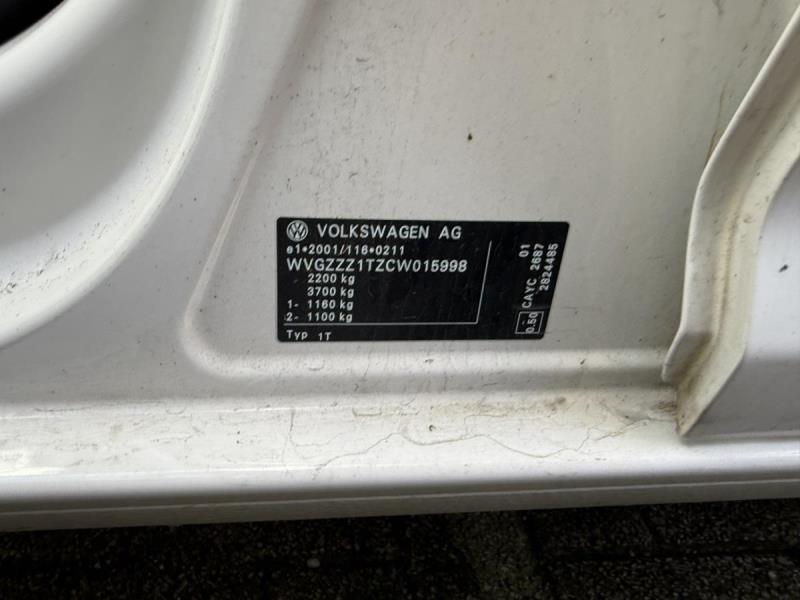 VOLKSWAGEN AG
e1*2001/116*0211
WVGZZZ1TZCW015998
2200 kg
3700 kg
1- 1160 kg
2- 1100 kg
Typ 1T
01
CAYC 2687
2824485
0.50